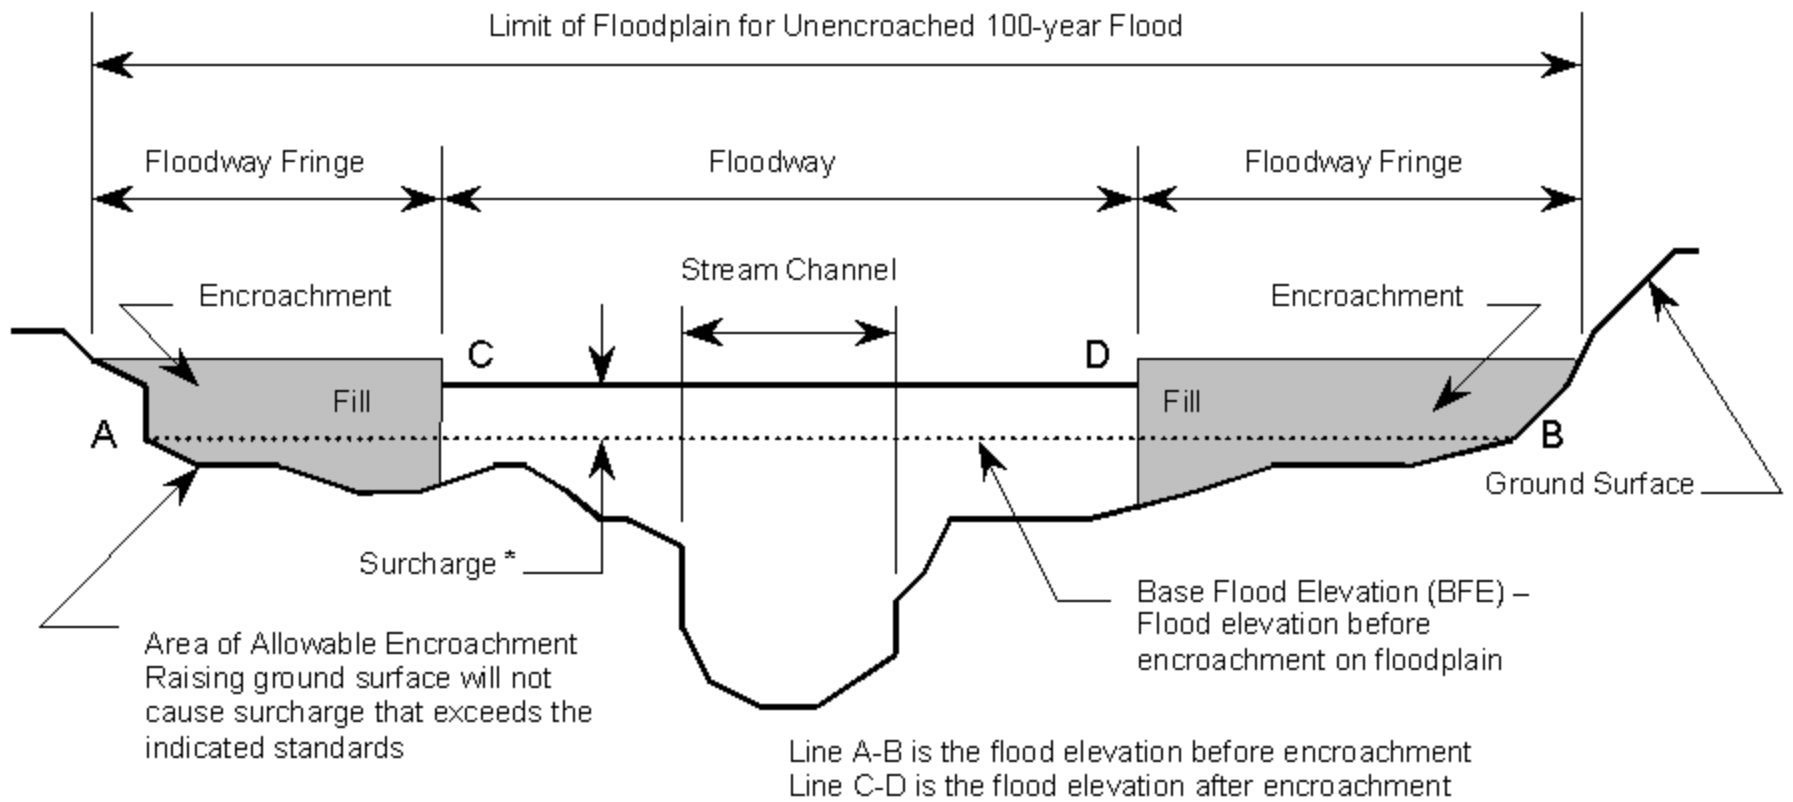 Limit of Floodplain for Unencroached 100-year Flood
Floodway Fringe
Floodway
Floodway Fringe
Stream Channel
Encroachment
Encroachment
C
D
Fill
Fill
A
B
Ground Surface
Surcharge *
Base Flood Elevation (BFE) –
Flood elevation before
encroachment on floodplain
Area of Allowable Encroachment
Raising ground surface will not
cause surcharge that exceeds the
indicated standards
Line A-B is the flood elevation before encroachment
Line C-D is the flood elevation after encroachment